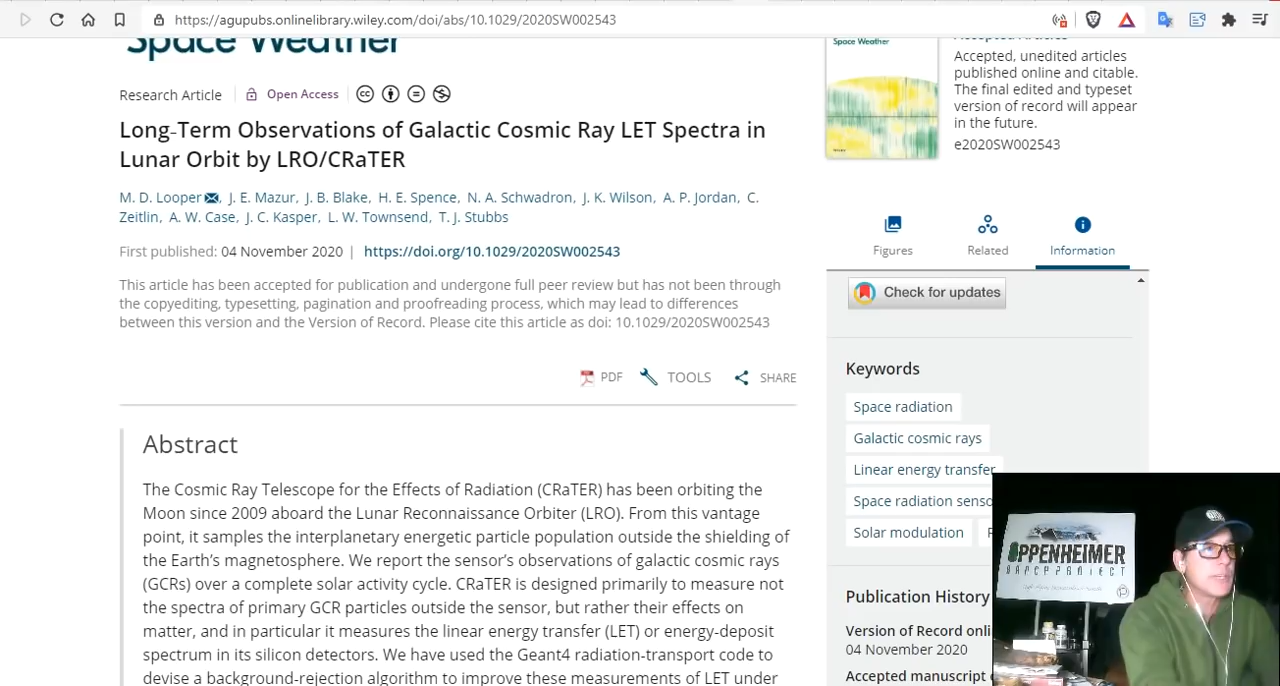 https://agupubs.onlinelibrary.wiley.com/doi/abs/10.1029/2020SW002543
Space Weather
Research Article
Open Access
Long-Term Observations of Galactic Cosmic Ray LET Spectra in
Lunar Orbit by LRO/CRaTER
M. D. Looper, J. E. Mazur, J. B. Blake, H. E. Spence, N. A. Schwadron, J. K. Wilson, A. P. Jordan, C.
Zeitlin, A. W. Case, J. C. Kasper, L. W. Townsend, T. J. Stubbs
First published: 04 November 2020 | https://doi.org/10.1029/2020SW002543
This article has been accepted for publication and undergone full peer review but has not been through
the copyediting, typesetting, pagination and proofreading process, which may lead to differences
between this version and the Version of Record. Please cite this article as doi: 10.1029/2020SW002543
PDF
TOOLS
SHARE
Abstract
The Cosmic Ray Telescope for the Effects of Radiation (CRaTER) has been orbiting the
Moon since 2009 aboard the Lunar Reconnaissance Orbiter (LRO). From this vantage
point, it samples the interplanetary energetic particle population outside the shielding of
the Earth's magnetosphere. We report the sensor's observations of galactic cosmic rays
(GCRs) over a complete solar activity cycle. CRaTER is designed primarily to measure not
the spectra of primary GCR particles outside the sensor, but rather their effects on
matter, and in particular it measures the linear energy transfer (LET) or energy-deposit
spectrum in its silicon detectors. We have used the Geant4 radiation-transport code to
devise a background-rejection algorithm to improve these measurements of LET under
Space Weather
Accepted Articles
Accepted, unedited articles
published online and citable.
The final edited and typeset
version of record will appear
in the future.
e2020SW002543
Figures
Related
Information
Check for updates
Keywords
Space radiation
Galactic cosmic rays
Linear energy transfer
Space radiation senso
Solar modulation
Publication History
Version of Record onli
04 November 2020
Accepted manuscript
OPPENHEIMER
RANCH PROJECT